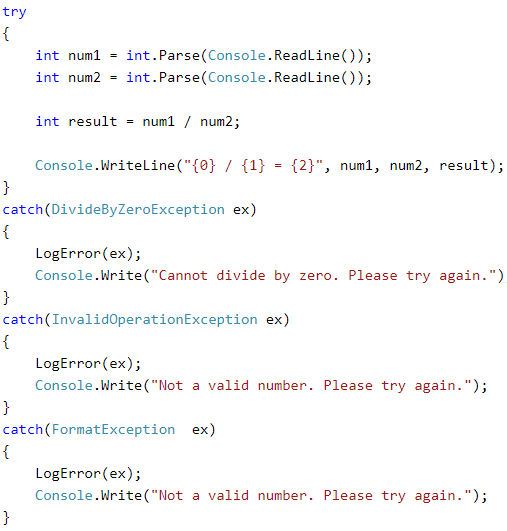 try
{
    int num1 = int.Parse(Console.ReadLine());
    int num2 = int.Parse(Console.ReadLine());

    int result = num1 / num2;

    Console.WriteLine("{0} / {1} = {2}", num1, num2, result);
}
catch(DivideByZeroException ex)
{
    LogError(ex);
    Console.Write("Cannot divide by zero. Please try again.")
}
catch(InvalidOperationException ex)
{
    LogError(ex);
    Console.Write("Not a valid number. Please try again.");
}
catch(FormatException  ex)
{
    LogError(ex);
    Console.Write("Not a valid number. Please try again.");
}